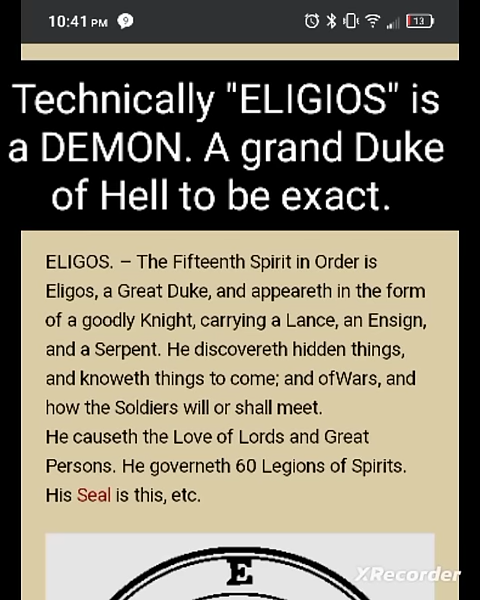 10:41 PM 9 13
Technically "ELIGIOS" is
a DEMON. A grand Duke
of Hell to be exact.
ELIGOS. – The Fifteenth Spirit in Order is
Eligos, a Great Duke, and appeareth in the form
of a goodly Knight, carrying a Lance, an Ensign,
and a Serpent. He discovereth hidden things,
and knoweth things to come; and ofWars, and
how the Soldiers will or shall meet.
He causeth the Love of Lords and Great
Persons. He governeth 60 Legions of Spirits.
His Seal is this, etc.
E
XRecorder